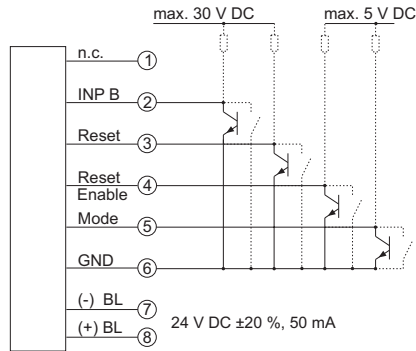 max. 30 V DC
max. 5 V DC
n.c.
1
INP B
2
Reset
3
Reset
Enable
4
Mode
5
GND
6
(-) BL
7
24 V DC ±20 %, 50 mA
(+) BL
8